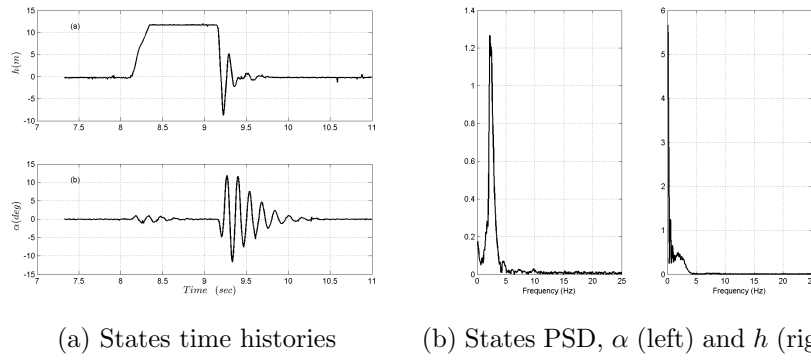 (a)
h(m
15
10
5
0
-5
-10
7 7.5 8 8.5 9 9.5 10 10.5 11
(b)
α(deg)
15
10
5
0
-5
-10
-15
7 7.5 8 8.5 9 9.5 10 10.5 11
Time (sec)
1.4
1.2
1
0.8
0.6
0.4
0.2
0
0 5 10 15 20 25
Frequency (Hz)
6
5
4
3
2
1
0
0 5 10 15 20 25
Frequency (Hz)
(a) States time histories
(b) States PSD, α (left) and h (rig